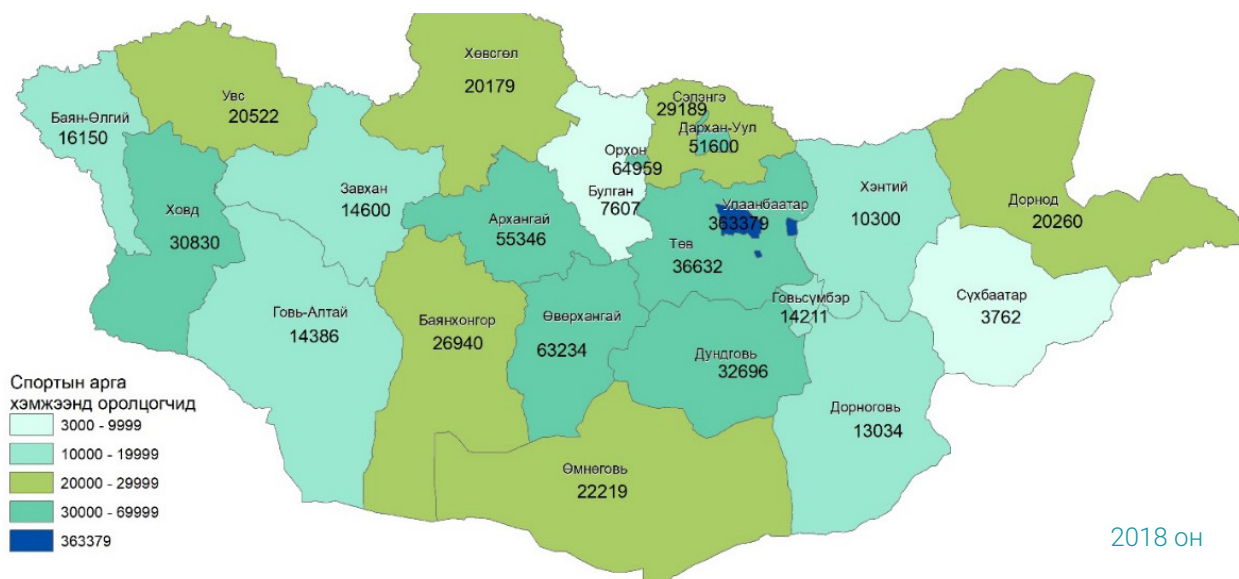 Хөвсгөл
20179
Увс
20522
Баян-Өлгий
16150
Сэлэнгэ
29189
Дархан-Уул
51600
Орхон
64959
Булган
7607
Завхан
14600
Ховд
30830
Архангай
55346
Улаанбаатар
363379
Хэнтий
10300
Дорнод
20260
Төв
36632
Говь-Алтай
14386
Баянхонгор
26940
Өвөрхангай
63234
Говьсүмбэр
14211
Сүхбаатар
3762
Дундговь
32696
Дорноговь
13034
Өмнөговь
22219
Спортын арга
хэмжээнд оролцогчид
3000 - 9999
10000 - 19999
20000 - 29999
30000 - 69999
363379
2018 он